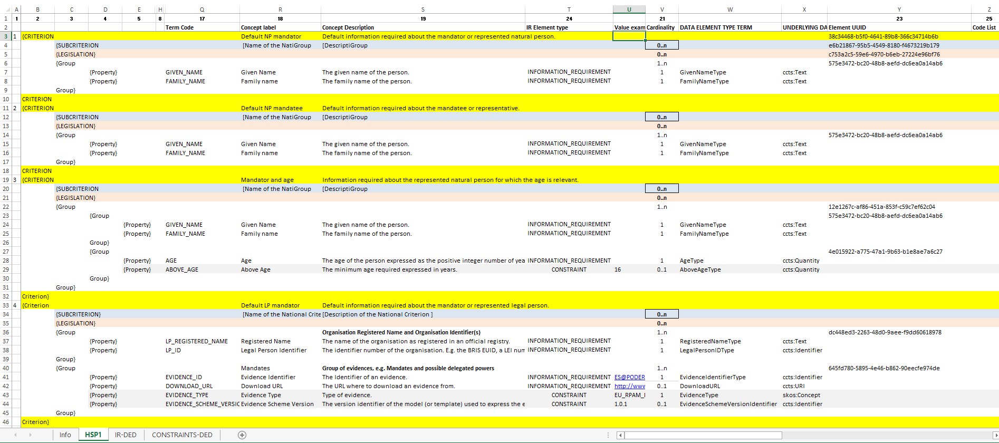 A B C D E H Q R S T U V W X Y Z
1 1 2 3 4 5 8 17 18 19 24 21 23 25
2 Term Code Concept label Concept Description IR Element type Value exam Cardinality DATA ELEMENT TYPE TERM UNDERLYING DA Element UUID Code List
3 1 {CRITERION Default NP mandator Default information required about the mandator or represented natural person. 38c34468-b5f0-4641-89b8-366c34714b6b
4 {SUBCRITERION [Name of the NatiGroup [DescriptiGroup 0..n e6b21867-95b5-4549-8180-f4673219b179
5 {LEGISLATION} 0..n c753a2c5-59e6-4970-b6eb-27224e96bf76
6 {Group 1..n 575e3472-bc20-48b8-aefd-dc6ea0a14ab6
7 {Property} GIVEN_NAME Given Name The given name of the person. INFORMATION_REQUIREMENT 1 GivenNameType ccts:Text
8 {Property} FAMILY_NAME Family name The family name of the person. INFORMATION_REQUIREMENT 1 FamilyNameType ccts:Text
9 Group}
10 CRITERION
11 2 {CRITERION Default NP mandatee Default information required about the mandatee or representative.
12 {SUBCRITERION [Name of the NatiGroup [DescriptiGroup 0..n
13 {LEGISLATION} 0..n
14 {Group 1..n 575e3472-bc20-48b8-aefd-dc6ea0a14ab6
15 {Property} GIVEN_NAME Given Name The given name of the person. INFORMATION_REQUIREMENT 1 GivenNameType ccts:Text
16 {Property} FAMILY_NAME Family name The family name of the person. INFORMATION_REQUIREMENT 1 FamilyNameType ccts:Text
17 Group}
18 CRITERION
19 3 {CRITERION Mandator and age Information required about the represented natural person for which the age is relevant.
20 {SUBCRITERION [Name of the NatiGroup [DescriptiGroup 0..n
21 {LEGISLATION} 0..n
22 {Group 1..n 12e1267c-af86-451a-853f-c59c7ef62c04
23 {Group 575e3472-bc20-48b8-aefd-dc6ea0a14ab6
24 {Property} GIVEN_NAME Given Name The given name of the person. INFORMATION_REQUIREMENT 1 GivenNameType ccts:Text
25 {Property} FAMILY_NAME Family name The family name of the person. INFORMATION_REQUIREMENT 1 FamilyNameType ccts:Text
26 Group}
27 {Group 4e015922-a775-47a1-9b63-b1e8ae7a6c27
28 {Property} AGE Age The age of the person expressed as the positive integer number of yea INFORMATION_REQUIREMENT 1 AgeType ccts:Quantity
29 {Property} ABOVE_AGE Above Age The minimum age required expressed in years. CONSTRAINT 16 0..1 AboveAgeType ccts:Quantity
30 Group}
31 Group}
32 Criterion}
33 4 {Criterion Default LP mandator Default information required about the mandator or represented legal person.
34 {SUBCRITERION} [Name of the National Crite [Description of the National Criterion ] 0..n
35 {LEGISLATION} 0..n
36 {Group Organisation Registered Name and Organisation Identifier(s) 1..n dc448ed3-2263-48d0-9aee-f9dd60618978
37 {Property} LP_REGISTERED_NAME Registered Name The name of the organisation as registered in an official registry. INFORMATION_REQUIREMENT 1 RegisteredNameType ccts:Text
38 {Property} LP_ID Legal Person Identifier The identifier number of the organisation. E.g. the BRIS EUID, a LEI num INFORMATION_REQUIREMENT 1 LegalPersonIDType ccts:Identifier
39 Group}
40 {Group Mandates Group of evidences, e.g. Mandates and possible delegated powers 1..n 645fd780-5895-4e46-b862-90eecfe974de
41 {Property} EVIDENCE_ID Evidence Identifier The Identifier of an evidence. INFORMATION_REQUIREMENT ES@PODER 1 EvidenceIdentifierType ccts:Identifier
42 {Property} DOWNLOAD_URL Download URL The URL where to download an evidence from. INFORMATION_REQUIREMENT http://www 0..1 DownloadURL ccts:URI
43 {Property} EVIDENCE_TYPE Evidence Type Type of evidence. CONSTRAINT EU_RPAM_I 1 EvidenceType skos:Concept
44 {Property} EVIDENCE_SCHEME_VERSIC Evidence Scheme Version The version identifier of the model (or template) used to express the e CONSTRAINT 1.0.1 0..1 EvidenceSchemeVersionIdentifier ccts:Identifier
45 Group}
46 Criterion}
Info HSP1 IR-DED CONSTRAINTS-DED